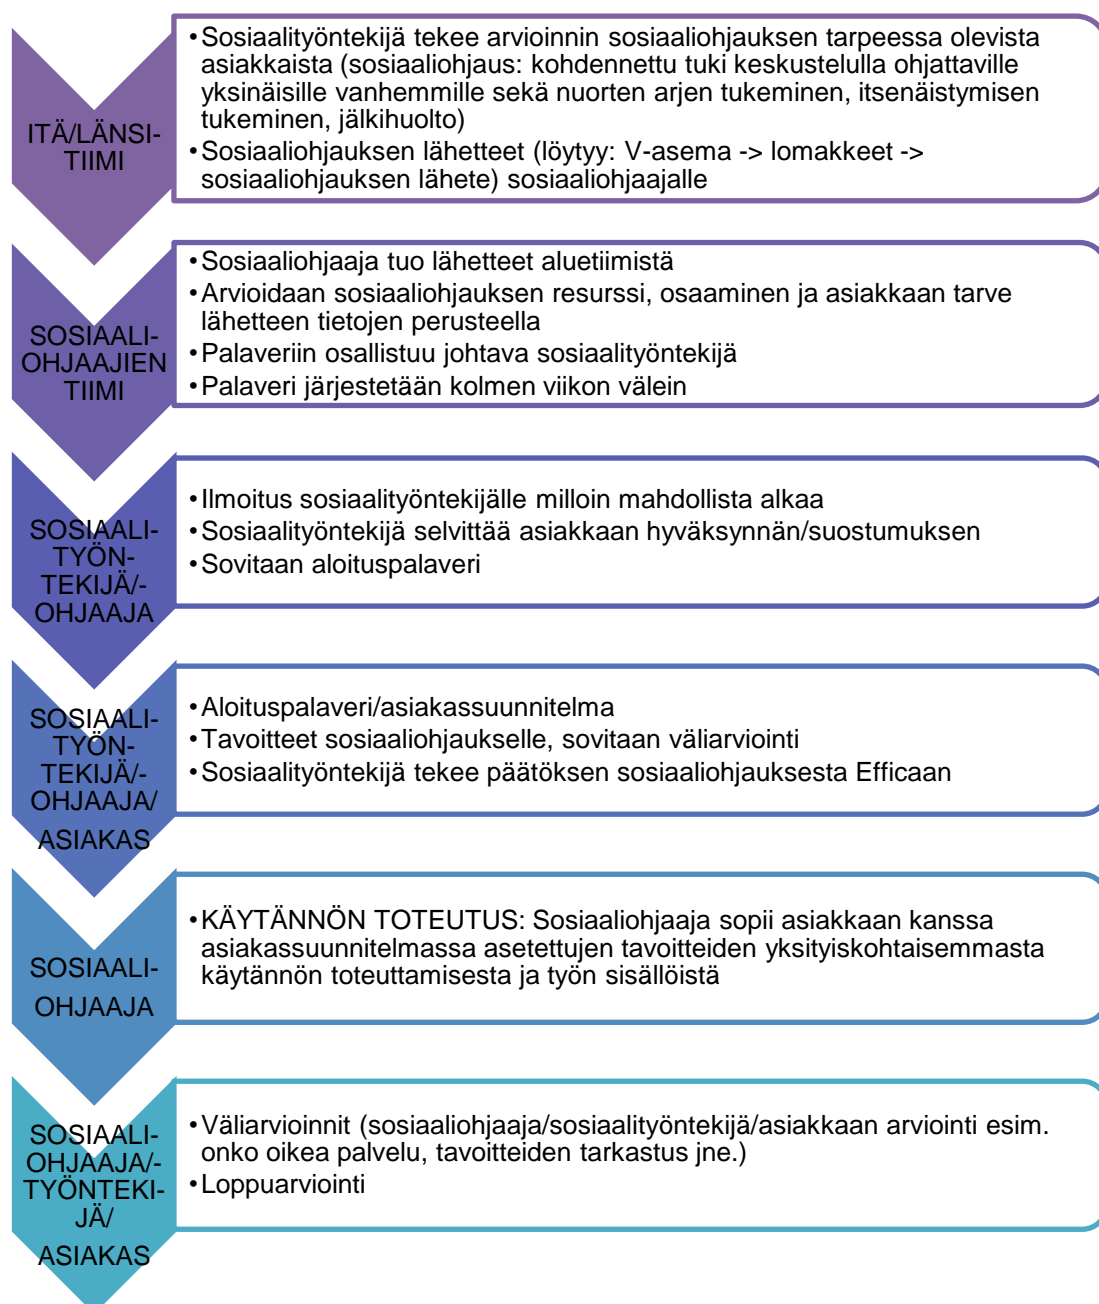 ITÄ/LÄNSI-
TIIMI
•Sosiaalityöntekijä tekee arvioinnin sosiaaliohjauksen tarpeessa olevista
asiakkaista (sosiaaliohjaus: kohdennettu tuki keskustelulla ohjattaville
yksinäisille vanhemmille sekä nuorten arjen tukeminen, itsenäistymisen
tukeminen, jälkihuolto)
•Sosiaaliohjauksen lähetteet (löytyy: V-asema -> lomakkeet ->
sosiaaliohjauksen lähete) sosiaaliohjaajalle
SOSIAALI-
OHJAAJIEN
TIIMI
•Sosiaaliohjaaja tuo lähetteet aluetiimistä
•Arvioidaan sosiaaliohjauksen resurssi, osaaminen ja asiakkaan tarve
lähetteen tietojen perusteella
•Palaveriin osallistuu johtava sosiaalityöntekijä
•Palaveri järjestetään kolmen viikon välein
SOSIAALI-
TYÖN-
TEKIJÄ/-
OHJAAJA
•Ilmoitus sosiaalityöntekijälle milloin mahdollista alkaa
•Sosiaalityöntekijä selvittää asiakkaan hyväksynnän/suostumuksen
•Sovitaan aloituspalaveri
SOSIAALI-
TYÖN-
TEKIJÄ/-
OHJAAJA/
ASIAKAS
•Aloituspalaveri/asiakassuunnitelma
•Tavoitteet sosiaaliohjaukselle, sovitaan väliarviointi
•Sosiaalityöntekijä tekee päätöksen sosiaaliohjauksesta Efficaan
SOSIAALI-
OHJAAJA
•KÄYTÄNNÖN TOTEUTUS: Sosiaaliohjaaja sopii asiakkaan kanssa
asiakassuunnitelmassa asetettujen tavoitteiden yksityiskohtaisemmasta
käytännön toteuttamisesta ja työn sisällöistä
SOSIAALI-
OHJAAJA/-
TYÖNTEKI-
JÄ/
ASIAKAS
•Väliarvioinnit (sosiaaliohjaaja/sosiaalityöntekijä/asiakkaan arviointi esim.
onko oikea palvelu, tavoitteiden tarkastus jne.)
•Loppuarviointi